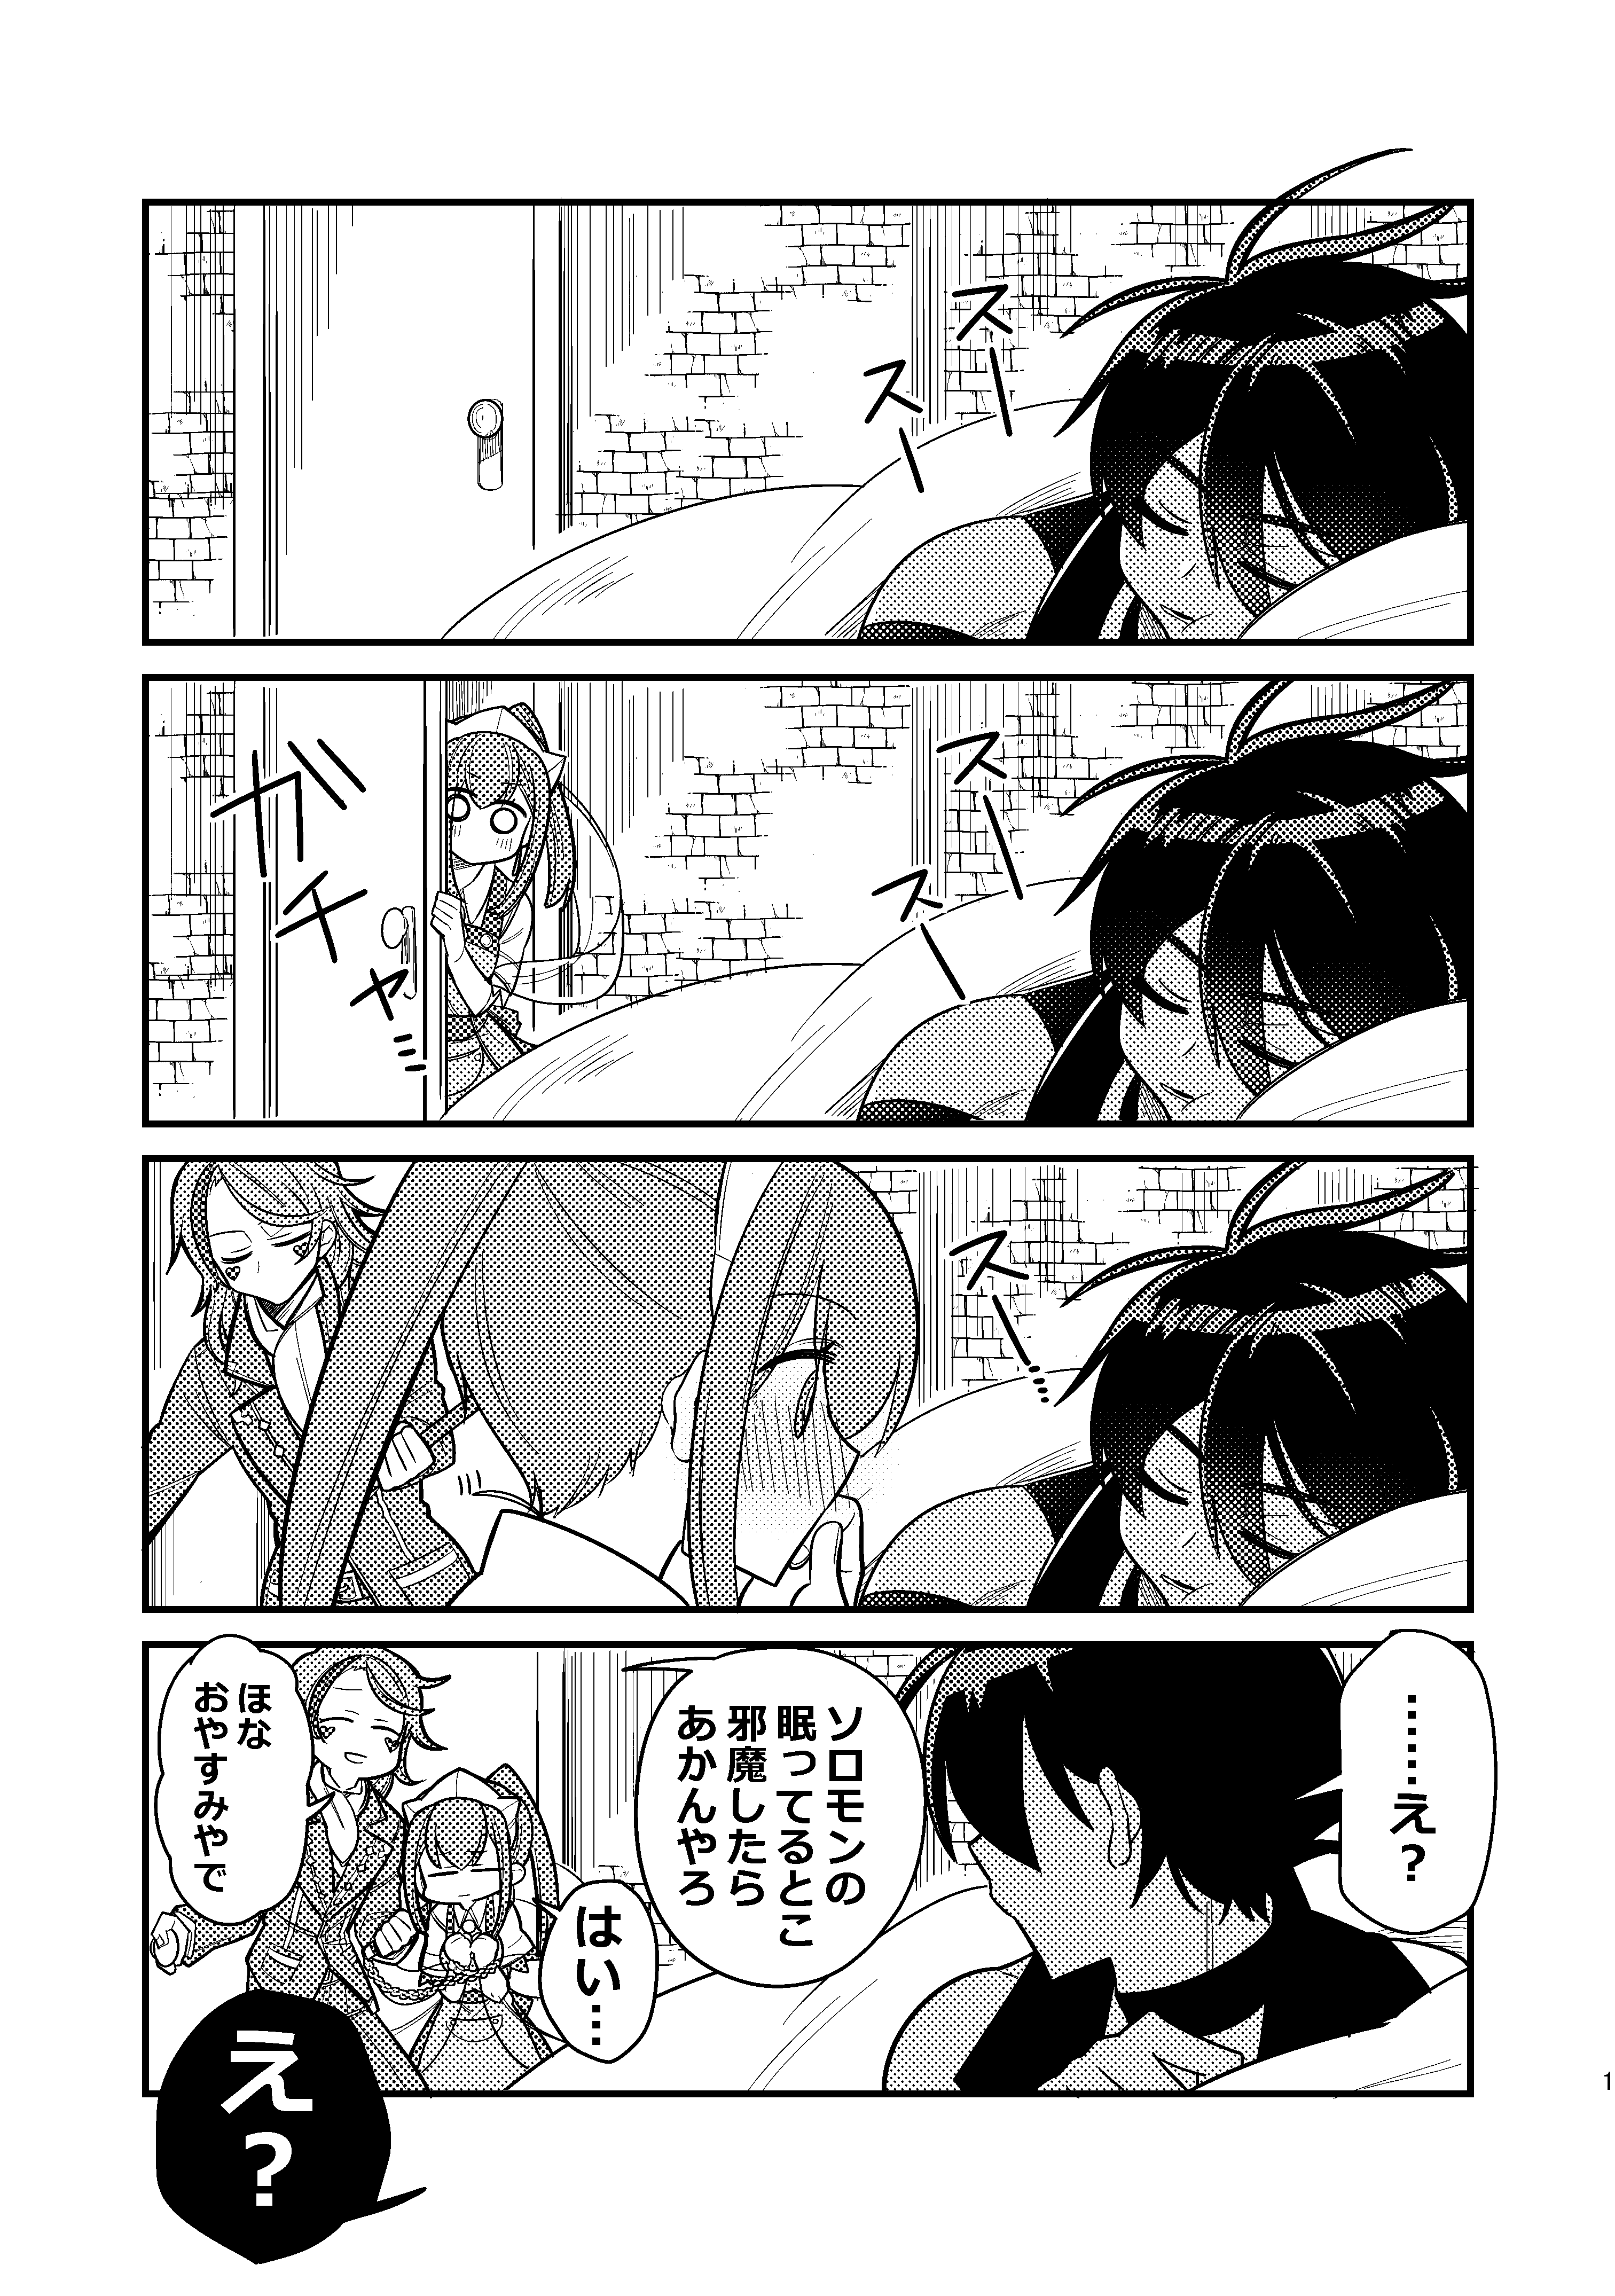 スー
スー
スー
スー
ガチャ…
スー……
………え?
ソロモンの
眠ってるとこ
邪魔したら
あかんやろ
はい…
ほな
おやすみやで
え?
1